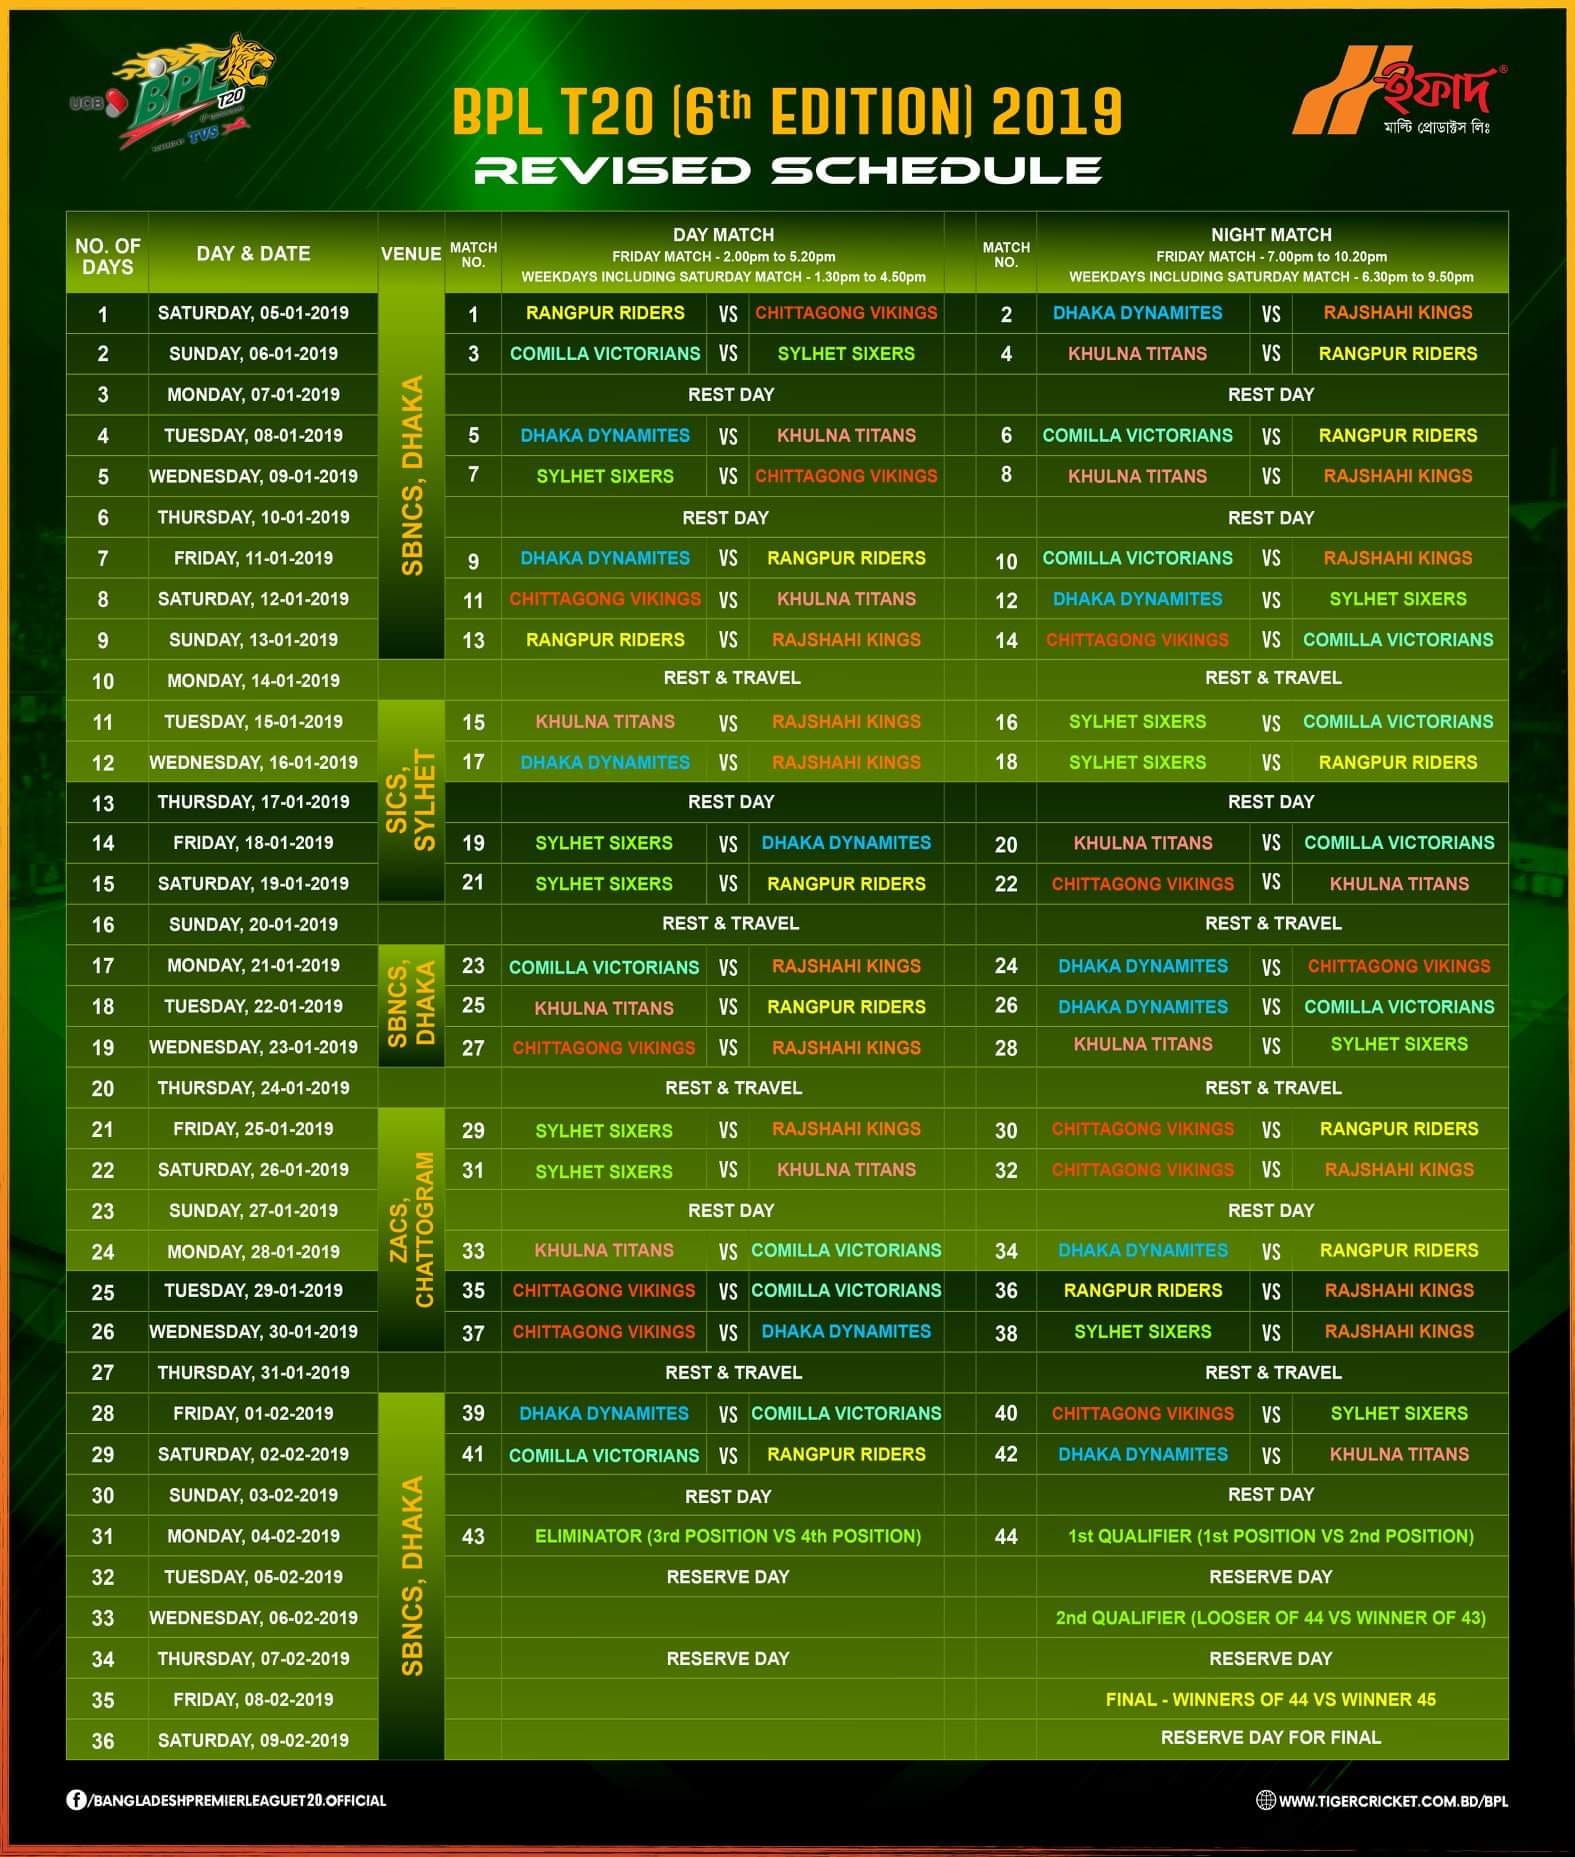 UCB BPL T20
POWERED BY TVS
BPL T20 (6th EDITION) 2019
REVISED SCHEDULE
ইফাদ®
মাল্টি প্রোডাক্টস লিঃ
NO. OF DAYS DAY & DATE VENUE MATCH NO. DAY MATCH MATCH NO. NIGHT MATCH
FRIDAY MATCH - 2.00pm to 5.20pm FRIDAY MATCH - 7.00pm to 10.20pm
WEEKDAYS INCLUDING SATURDAY MATCH - 1.30pm to 4.50pm WEEKDAYS INCLUDING SATURDAY MATCH - 6.30pm to 9.50pm
SBNCS, DHAKA
1 SATURDAY, 05-01-2019 1 RANGPUR RIDERS VS CHITTAGONG VIKINGS 2 DHAKA DYNAMITES VS RAJSHAHI KINGS
2 SUNDAY, 06-01-2019 3 COMILLA VICTORIANS VS SYLHET SIXERS 4 KHULNA TITANS VS RANGPUR RIDERS
3 MONDAY, 07-01-2019 REST DAY REST DAY
4 TUESDAY, 08-01-2019 5 DHAKA DYNAMITES VS KHULNA TITANS 6 COMILLA VICTORIANS VS RANGPUR RIDERS
5 WEDNESDAY, 09-01-2019 7 SYLHET SIXERS VS CHITTAGONG VIKINGS 8 KHULNA TITANS VS RAJSHAHI KINGS
6 THURSDAY, 10-01-2019 REST DAY REST DAY
7 FRIDAY, 11-01-2019 9 DHAKA DYNAMITES VS RANGPUR RIDERS 10 COMILLA VICTORIANS VS RAJSHAHI KINGS
8 SATURDAY, 12-01-2019 11 CHITTAGONG VIKINGS VS KHULNA TITANS 12 DHAKA DYNAMITES VS SYLHET SIXERS
9 SUNDAY, 13-01-2019 13 RANGPUR RIDERS VS RAJSHAHI KINGS 14 CHITTAGONG VIKINGS VS COMILLA VICTORIANS
10 MONDAY, 14-01-2019 REST & TRAVEL REST & TRAVEL
SICS, SYLHET
11 TUESDAY, 15-01-2019 15 KHULNA TITANS VS RAJSHAHI KINGS 16 SYLHET SIXERS VS COMILLA VICTORIANS
12 WEDNESDAY, 16-01-2019 17 DHAKA DYNAMITES VS RAJSHAHI KINGS 18 SYLHET SIXERS VS RANGPUR RIDERS
13 THURSDAY, 17-01-2019 REST DAY REST DAY
14 FRIDAY, 18-01-2019 19 SYLHET SIXERS VS DHAKA DYNAMITES 20 KHULNA TITANS VS COMILLA VICTORIANS
15 SATURDAY, 19-01-2019 21 SYLHET SIXERS VS RANGPUR RIDERS 22 CHITTAGONG VIKINGS VS KHULNA TITANS
16 SUNDAY, 20-01-2019 REST & TRAVEL REST & TRAVEL
SBNCS, DHAKA
17 MONDAY, 21-01-2019 23 COMILLA VICTORIANS VS RAJSHAHI KINGS 24 DHAKA DYNAMITES VS CHITTAGONG VIKINGS
18 TUESDAY, 22-01-2019 25 KHULNA TITANS VS RANGPUR RIDERS 26 DHAKA DYNAMITES VS COMILLA VICTORIANS
19 WEDNESDAY, 23-01-2019 27 CHITTAGONG VIKINGS VS RAJSHAHI KINGS 28 KHULNA TITANS VS SYLHET SIXERS
20 THURSDAY, 24-01-2019 REST & TRAVEL REST & TRAVEL
ZACS, CHATTOGRAM
21 FRIDAY, 25-01-2019 29 SYLHET SIXERS VS RAJSHAHI KINGS 30 CHITTAGONG VIKINGS VS RANGPUR RIDERS
22 SATURDAY, 26-01-2019 31 SYLHET SIXERS VS KHULNA TITANS 32 CHITTAGONG VIKINGS VS RAJSHAHI KINGS
23 SUNDAY, 27-01-2019 REST DAY REST DAY
24 MONDAY, 28-01-2019 33 KHULNA TITANS VS COMILLA VICTORIANS 34 DHAKA DYNAMITES VS RANGPUR RIDERS
25 TUESDAY, 29-01-2019 35 CHITTAGONG VIKINGS VS COMILLA VICTORIANS 36 RANGPUR RIDERS VS RAJSHAHI KINGS
26 WEDNESDAY, 30-01-2019 37 CHITTAGONG VIKINGS VS DHAKA DYNAMITES 38 SYLHET SIXERS VS RAJSHAHI KINGS
27 THURSDAY, 31-01-2019 REST & TRAVEL REST & TRAVEL
SBNCS, DHAKA
28 FRIDAY, 01-02-2019 39 DHAKA DYNAMITES VS COMILLA VICTORIANS 40 CHITTAGONG VIKINGS VS SYLHET SIXERS
29 SATURDAY, 02-02-2019 41 COMILLA VICTORIANS VS RANGPUR RIDERS 42 DHAKA DYNAMITES VS KHULNA TITANS
30 SUNDAY, 03-02-2019 REST DAY REST DAY
31 MONDAY, 04-02-2019 43 ELIMINATOR (3rd POSITION VS 4th POSITION) 44 1st QUALIFIER (1st POSITION VS 2nd POSITION)
32 TUESDAY, 05-02-2019 RESERVE DAY RESERVE DAY
33 WEDNESDAY, 06-02-2019 2nd QUALIFIER (LOOSER OF 44 VS WINNER OF 43)
34 THURSDAY, 07-02-2019 RESERVE DAY RESERVE DAY
35 FRIDAY, 08-02-2019 FINAL - WINNERS OF 44 VS WINNER 45
36 SATURDAY, 09-02-2019 RESERVE DAY FOR FINAL
/BANGLADESHPREMIERLEAGUET20.OFFICIAL
WWW.TIGERCRICKET.COM.BD/BPL